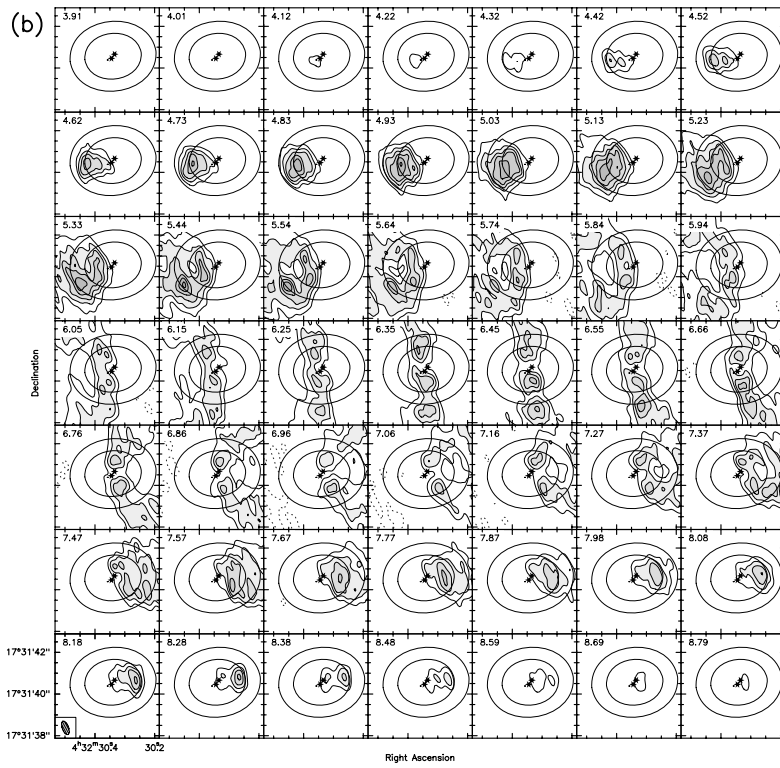 (b)
3.91 4.01 4.12 4.22 4.32 4.42 4.52
4.62 4.73 4.83 4.93 5.03 5.13 5.23
5.33 5.44 5.54 5.64 5.74 5.84 5.94
6.05 6.15 6.25 6.35 6.45 6.55 6.66
Declination
6.76 6.86 6.96 7.06 7.16 7.27 7.37
7.47 7.57 7.67 7.77 7.87 7.98 8.08
8.18 8.28 8.38 8.48 8.59 8.69 8.79
17°31'42"
17°31'40"
17°31'38"
4ʰ32ᵐ30ˢ.4 30ˢ.2
Right Ascension